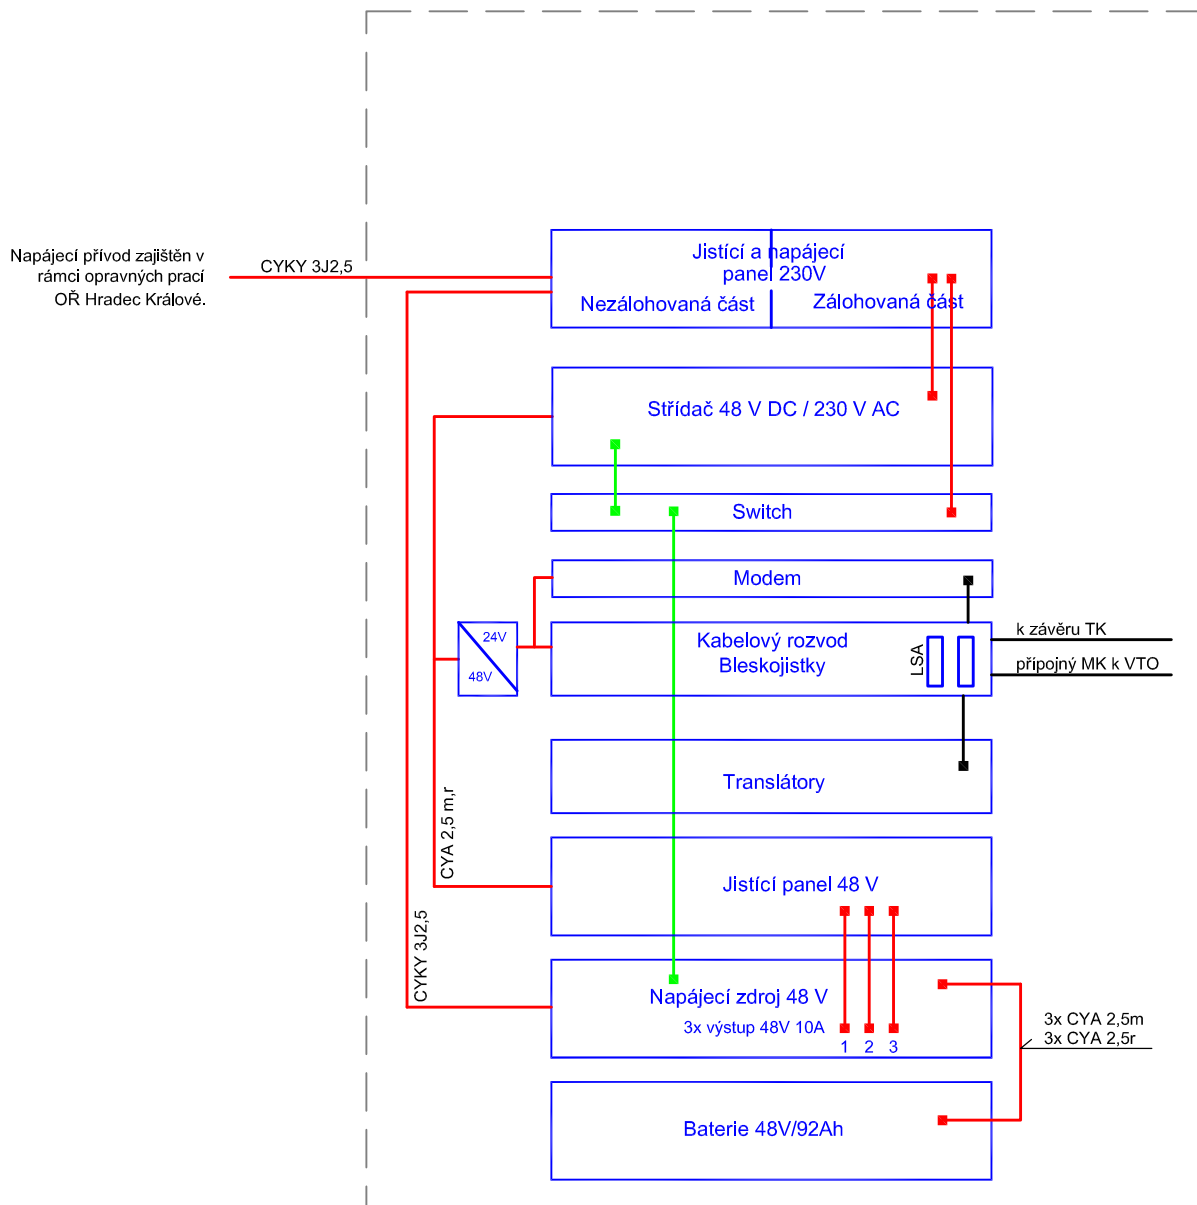 Napájecí přívod zajištěn v
rámci opravných prací
OŘ Hradec Králové.
CYKY 3J2,5
Jistící a napájecí
panel 230V
Nezálohovaná část
Zálohovaná část
Střídač 48 V DC / 230 V AC
Switch
Modem
24V
48V
Kabelový rozvod
Bleskojistky
LSA
k závěru TK
přípojný MK k VTO
Translátory
CYA 2,5 m,r
Jistící panel 48 V
CYKY 3J2,5
Napájecí zdroj 48 V
3x výstup 48V 10A
1 2 3
3x CYA 2,5m
3x CYA 2,5r
Baterie 48V/92Ah